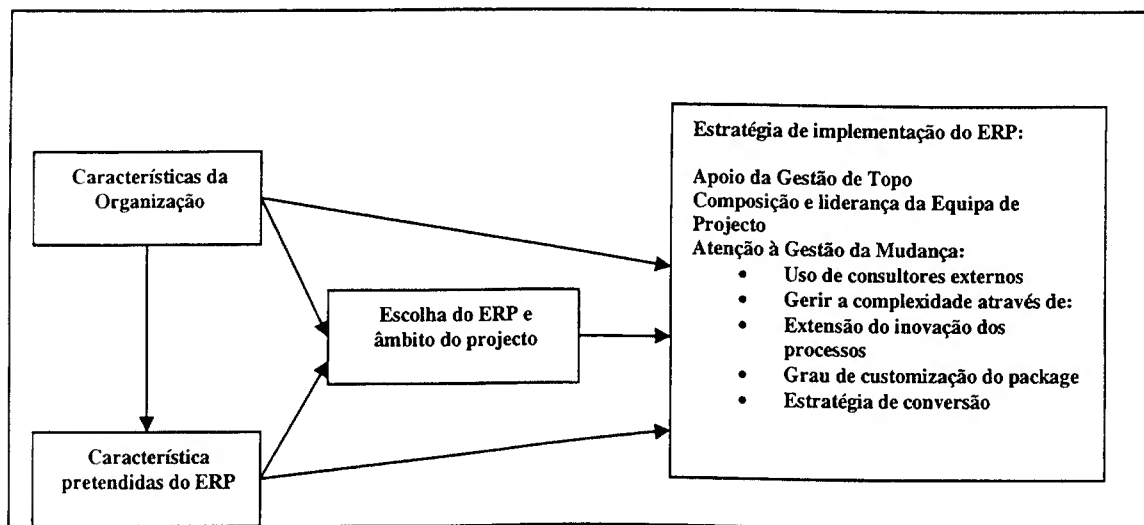 Características da
Organização
Escolha do ERP e
âmbito do projecto
Característica
pretendidas do ERP
Estratégia de implementação do ERP:
Apoio da Gestão de Topo
Composição e liderança da Equipa de
Projecto
Atenção à Gestão da Mudança:
• Uso de consultores externos
• Gerir a complexidade através de:
• Extensão do inovação dos
processos
• Grau de customização do package
• Estratégia de conversão